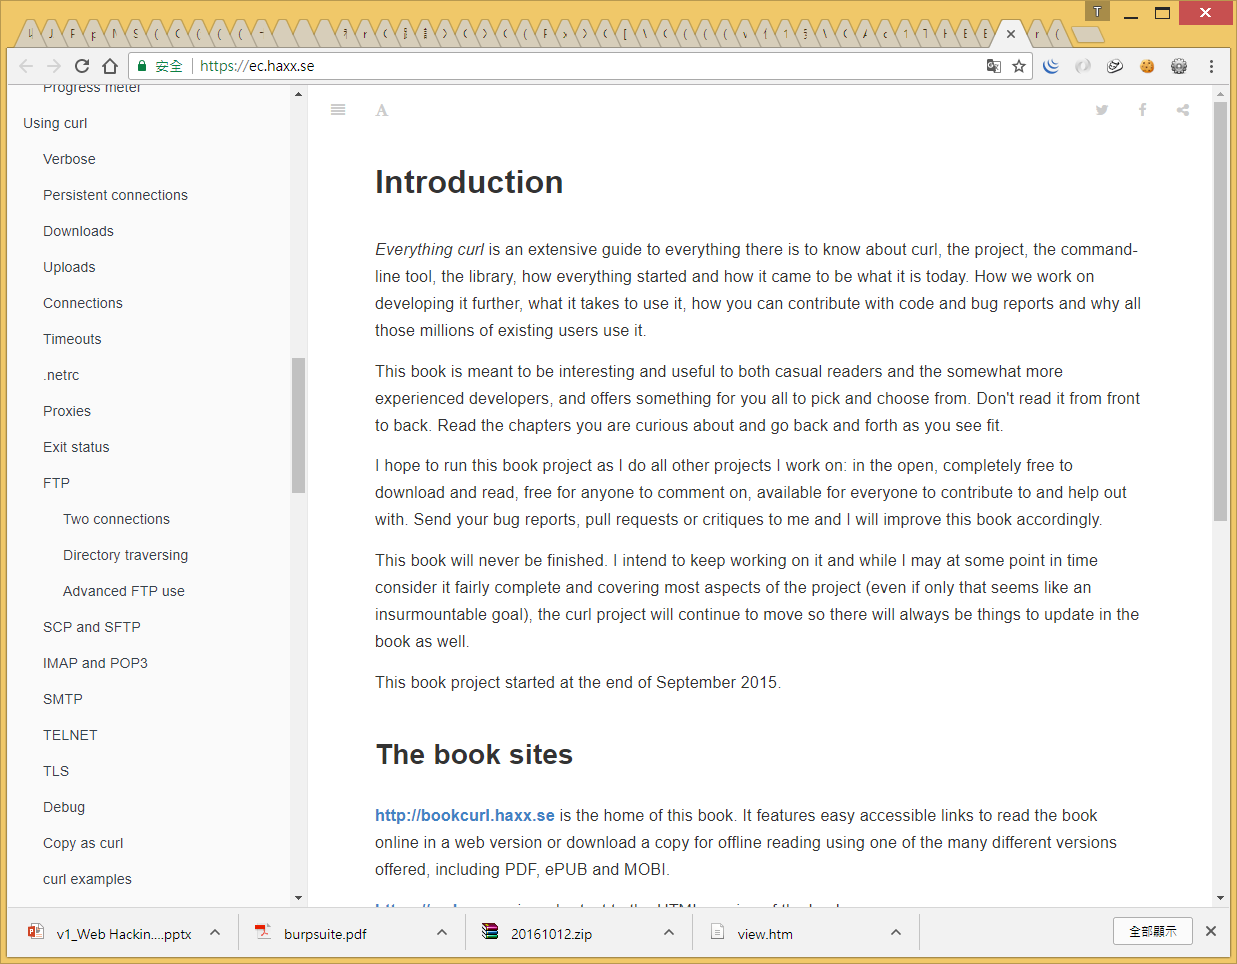 T
安全 https://ec.haxx.se
Progress meter
Using curl
Verbose
Persistent connections
Downloads
Uploads
Connections
Timeouts
.netrc
Proxies
Exit status
FTP
Two connections
Directory traversing
Advanced FTP use
SCP and SFTP
IMAP and POP3
SMTP
TELNET
TLS
Debug
Copy as curl
curl examples
A
Introduction
Everything curl is an extensive guide to everything there is to know about curl, the project, the command-
line tool, the library, how everything started and how it came to be what it is today. How we work on
developing it further, what it takes to use it, how you can contribute with code and bug reports and why all
those millions of existing users use it.
This book is meant to be interesting and useful to both casual readers and the somewhat more
experienced developers, and offers something for you all to pick and choose from. Don't read it from front
to back. Read the chapters you are curious about and go back and forth as you see fit.
I hope to run this book project as I do all other projects I work on: in the open, completely free to
download and read, free for anyone to comment on, available for everyone to contribute to and help out
with. Send your bug reports, pull requests or critiques to me and I will improve this book accordingly.
This book will never be finished. I intend to keep working on it and while I may at some point in time
consider it fairly complete and covering most aspects of the project (even if only that seems like an
insurmountable goal), the curl project will continue to move so there will always be things to update in the
book as well.
This book project started at the end of September 2015.
The book sites
http://bookcurl.haxx.se is the home of this book. It features easy accessible links to read the book
online in a web version or download a copy for offline reading using one of the many different versions
offered, including PDF, ePUB and MOBI.
v1_Web Hackin....pptx
burpsuite.pdf
20161012.zip
view.htm
全部顯示